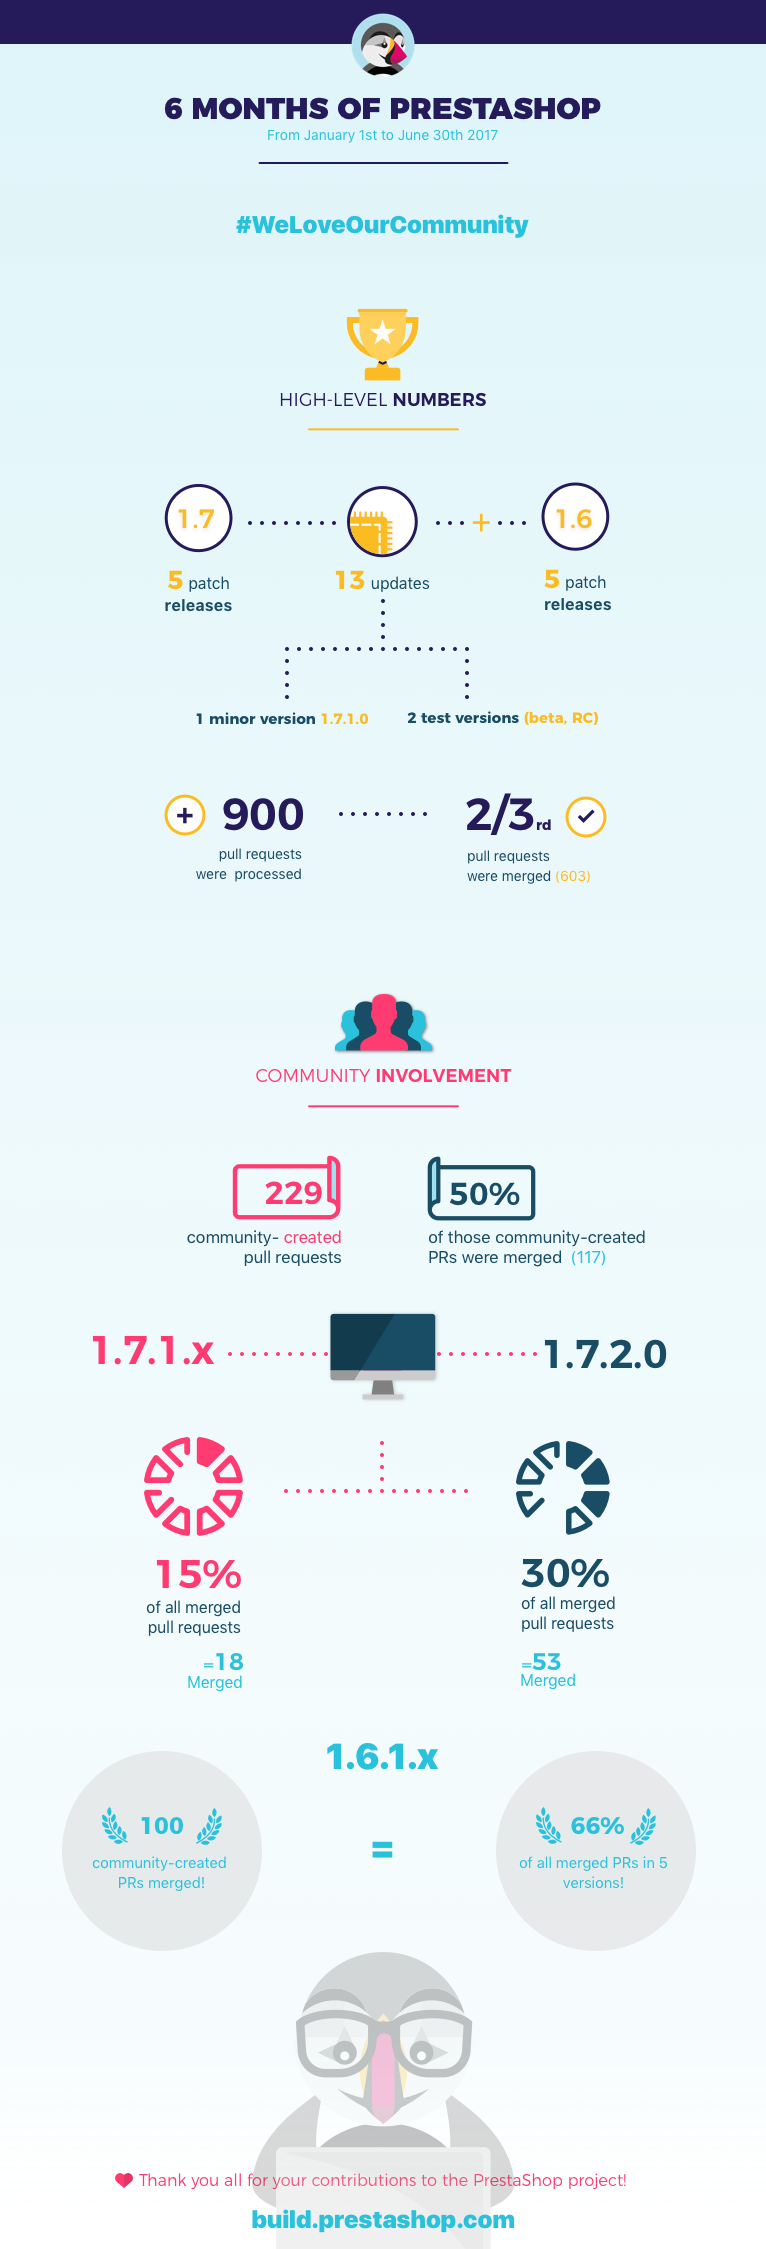 6 MONTHS OF PRESTASHOP
From January 1st to June 30th 2017
#WeLoveOurCommunity
HIGH-LEVEL NUMBERS
1.7
+
1.6
5 patch
releases
13 updates
5 patch
releases
1 minor version 1.7.1.0
2 test versions (beta, RC)
+ 900
pull requests
were processed
2/3rd
pull requests
were merged (603)
COMMUNITY INVOLVEMENT
229
community- created
pull requests
50%
of those community-created
PRs were merged (117)
1.7.1.x
1.7.2.0
15%
of all merged
pull requests
=18
Merged
30%
of all merged
pull requests
=53
Merged
1.6.1.x
100
community-created
PRs merged!
=
66%
of all merged PRs in 5
versions!
Thank you all for your contributions to the PrestaShop project!
build.prestashop.com